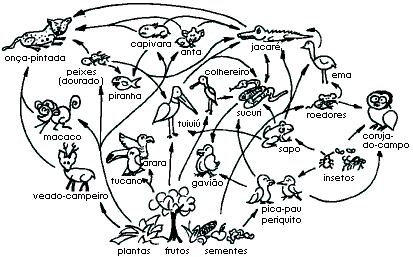 capivara
anta
jacaré
onça-pintada
peixes
(dourado)
piranha
colhereiro
ema
tuiuiú
sucuri
roedores
macaco
coruja-
do-campo
arara
sapo
tucano
gavião
insetos
veado-campeiro
pica-pau
periquito
plantas
frutos
sementes